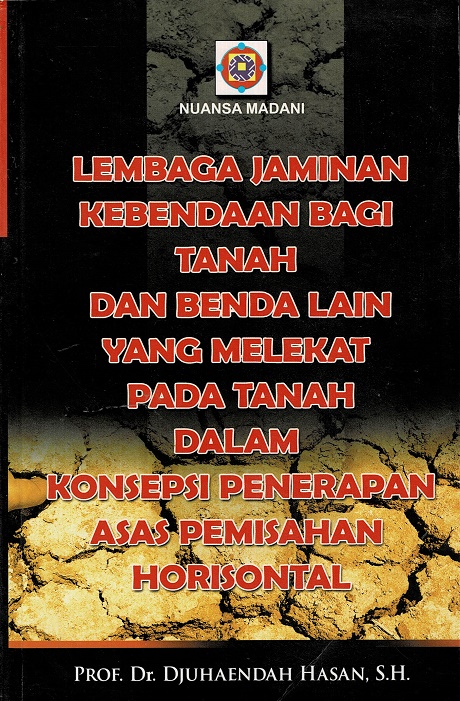 NUANSA MADANI
LEMBAGA JAMINAN
KEBENDAAN BAGI
TANAH
DAN BENDA LAIN
YANG MELEKAT
PADA TANAH
DALAM
KONSEPSI PENERAPAN
ASAS PEMISAHAN
HORISONTAL
PROF. Dr. DJUHAENDAH HASAN, S.H.